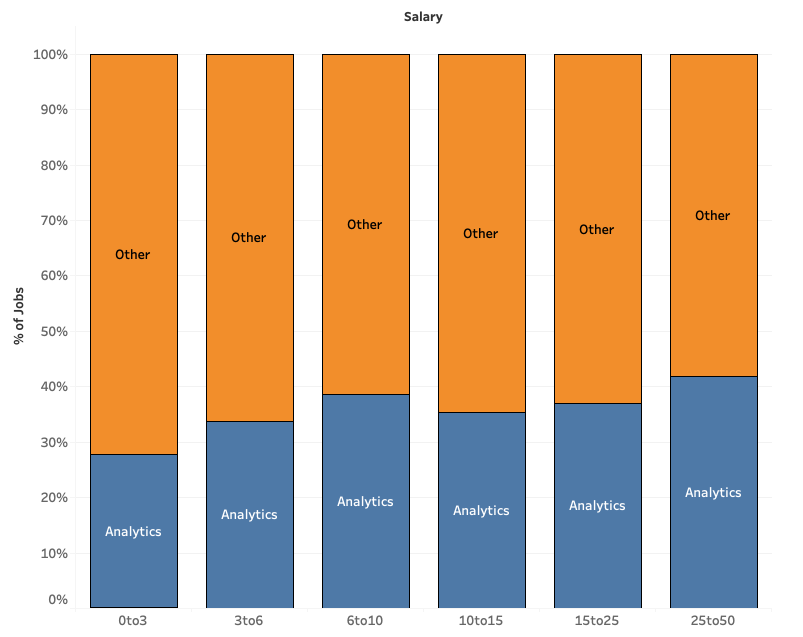 Salary
% of Jobs
100%
90%
80%
70%
60%
50%
40%
30%
20%
10%
0%
Other
Other
Other
Other
Other
Other
Analytics
Analytics
Analytics
Analytics
Analytics
Analytics
0to3
3to6
6to10
10to15
15to25
25to50